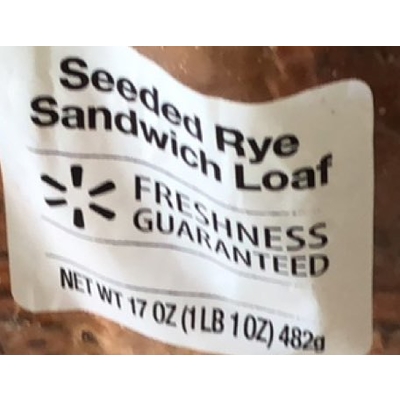 Seeded Rye
Sandwich Loaf
FRESHNESS
GUARANTEED
NET WT 17 OZ (1 LB 1 OZ) 482g